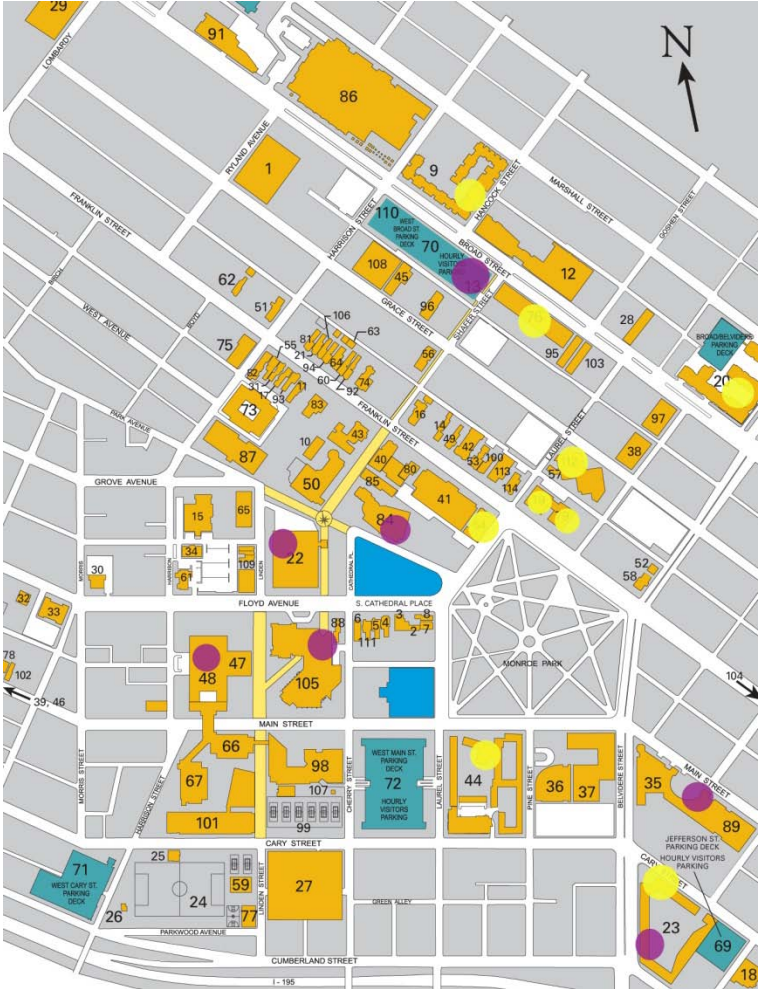 29
LOMBARDY
91
N
86
RYLAND AVENUE
1
9
HANCOCK STREET
MARSHALL STREET
GOSHEN STREET
FRANKLIN STREET
HARRISON STREET
110
WEST
BROAD ST.
PARKING
DECK
70
HOURLY
VISITORS
PARKING
13
BROAD STREET
12
BIRCH
62
51
108
45
96
GRACE STREET
SHAFER STREET
76
95
103
28
BROAD/BELVIDERE
PARKING
DECK
20
WEST AVENUE
BOYD
75
106
81
21
63
55
64
94
82
31
17
93
11
60
92
74
56
73
83
FRANKLIN STREET
16
14
49
42
53
100
113
114
LAUREL STREET
97
38
57
PARK AVENUE
87
10
43
50
40
80
85
41
84
GROVE AVENUE
15
65
34
61
109
22
LINDEN
HARRISON
MORRIS
30
32
33
CATHEDRAL PL.
52
58
FLOYD AVENUE
S. CATHEDRAL PLACE
88
6
111
5
4
3
2
8
7
MONROE PARK
78
102
39, 46
48
47
105
104
MAIN STREET
66
67
98
107
99
101
CHERRY STREET
WEST MAIN ST.
PARKING
DECK
72
HOURLY
VISITORS
PARKING
LAUREL STREET
44
PINE STREET
36
37
BELVIDERE STREET
35
MAIN STREET
89
MORRIS STREET
HARRISON STREET
CARY STREET
JEFFERSON ST.
PARKING DECK
HOURLY VISITORS
PARKING
71
WEST CARY ST.
PARKING
DECK
25
26
24
59
77
LINDEN STREET
27
GREEN ALLEY
23
69
18
PARKWOOD AVENUE
CUMBERLAND STREET
I - 195